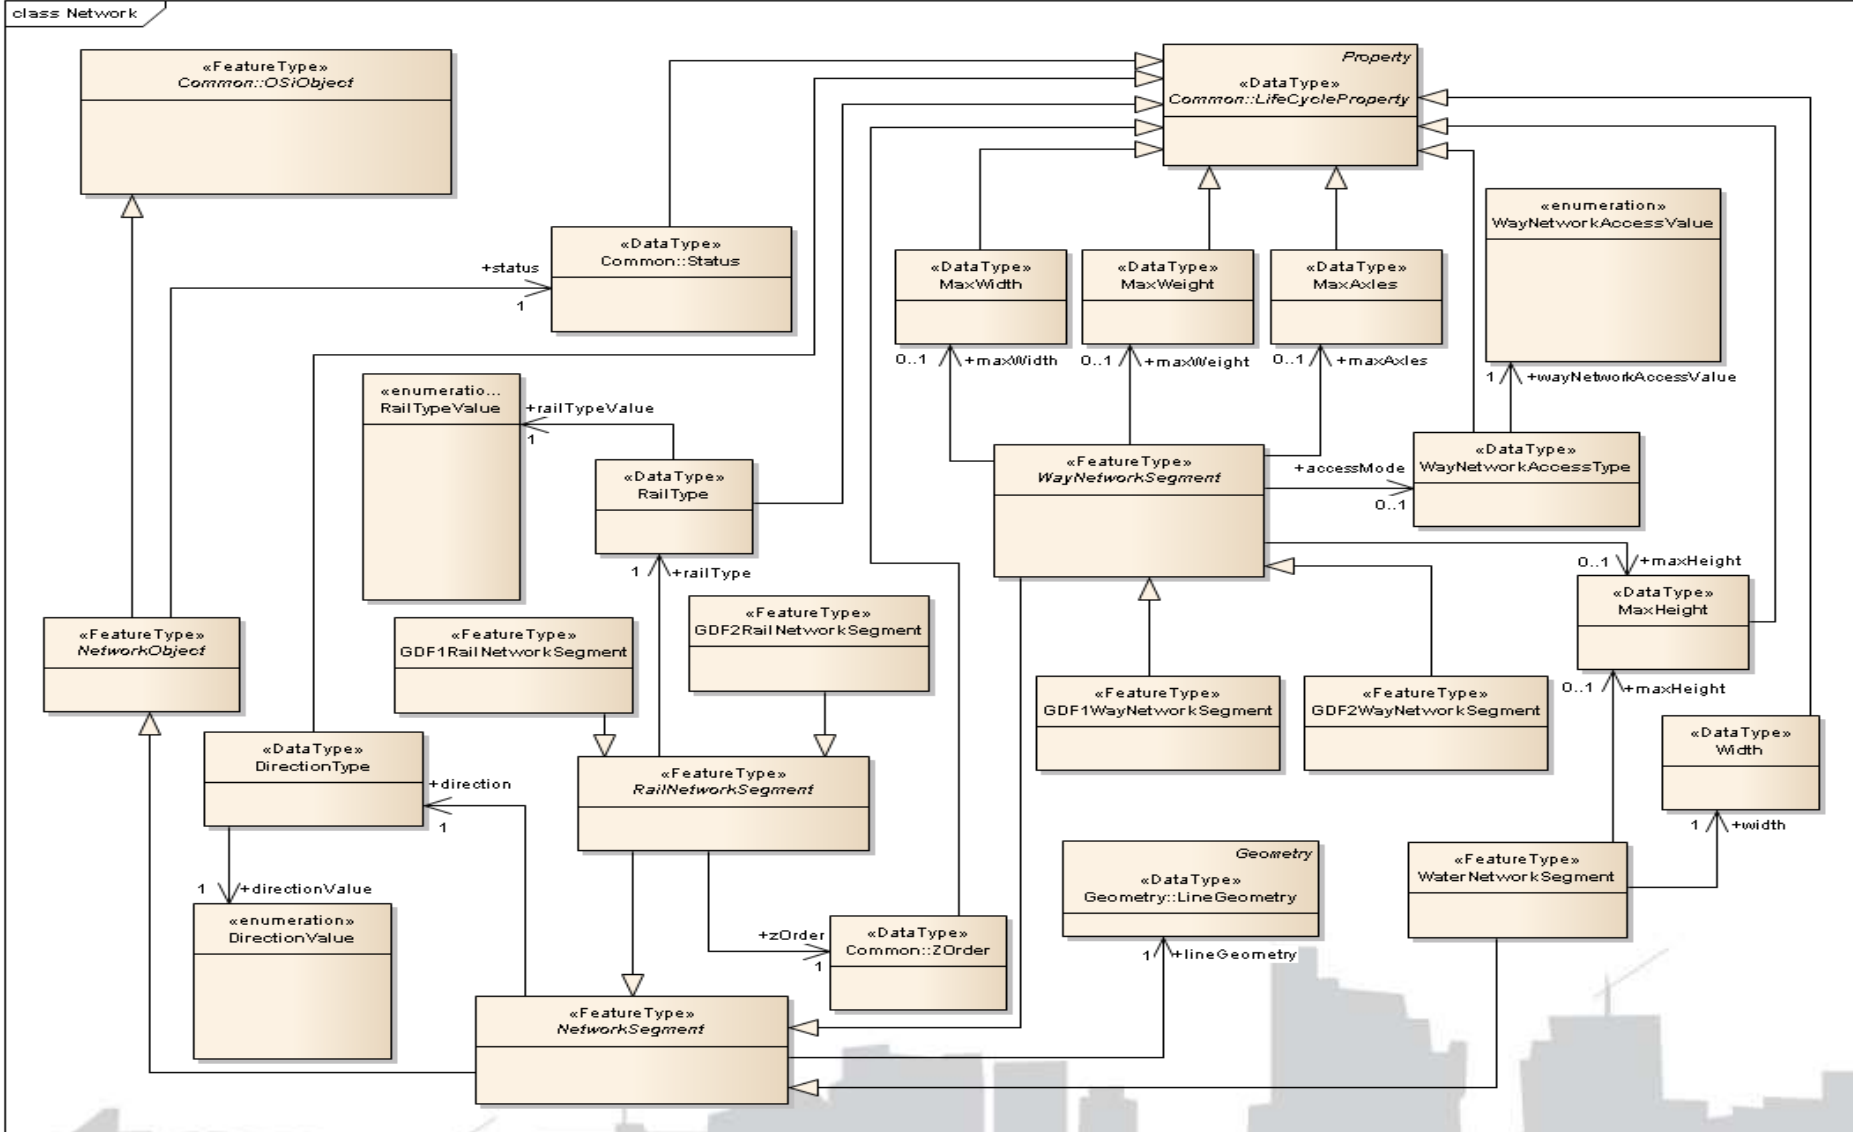 class Network
«FeatureType»
Common::OSiObject
Property
«DataType»
Common::LifeCycleProperty
«enumeration»
WayNetworkAccessValue
«DataType»
Common::Status
+status
1
«DataType»
MaxWidth
«DataType»
MaxWeight
«DataType»
MaxAxles
0..1
+maxWidth
0..1
+maxWeight
0..1
+maxAxles
1
+wayNetworkAccessValue
«enumeratio...
RailTypeValue
+railTypeValue
1
«DataType»
RailType
«FeatureType»
WayNetworkSegment
+accessMode
0..1
«DataType»
WayNetworkAccessType
1
+railType
0..1
+maxHeight
«DataType»
MaxHeight
«FeatureType»
NetworkObject
«FeatureType»
GDF1RailNetworkSegment
«FeatureType»
GDF2RailNetworkSegment
«FeatureType»
GDF1WayNetworkSegment
«FeatureType»
GDF2WayNetworkSegment
0..1
+maxHeight
«DataType»
Width
«DataType»
DirectionType
+direction
1
«FeatureType»
RailNetworkSegment
1
+width
Geometry
«DataType»
Geometry::LineGeometry
«FeatureType»
WaterNetworkSegment
1
+directionValue
«enumeration»
DirectionValue
+zOrder
1
«DataType»
Common::ZOrder
1
+lineGeometry
«FeatureType»
NetworkSegment